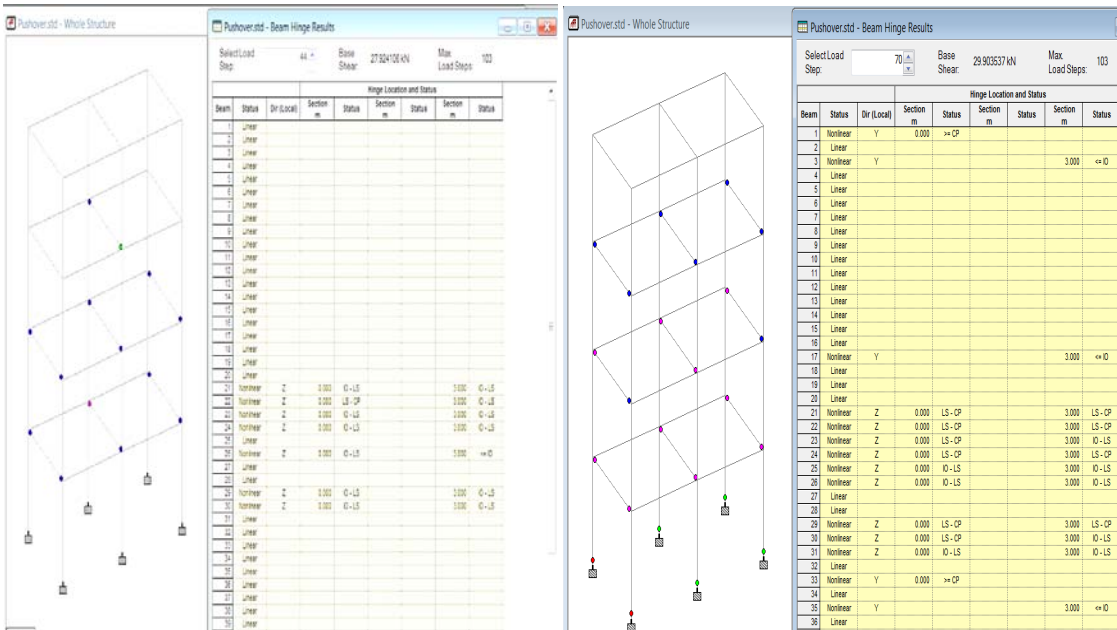 Pushover.std - Whole Structure
Pushover.std - Beam Hinge Results
Select Load Step: 44 Base Shear: 27.924106 kN Max. Load Steps: 103
Hinge Location and Status
Beam Status Dir (Local) Section m Status Section m Status Section m Status
1 Linear
2 Linear
3 Linear
4 Linear
5 Linear
6 Linear
7 Linear
8 Linear
9 Linear
10 Linear
11 Linear
12 Linear
13 Linear
14 Linear
15 Linear
16 Linear
17 Linear
18 Linear
19 Linear
20 Linear
21 Nonlinear Z 0.000 IO - LS 3.000 IO - LS
22 Nonlinear Z 0.000 LS - CP 3.000 IO - LS
23 Nonlinear Z 0.000 IO - LS 3.000 IO - LS
24 Nonlinear Z 0.000 IO - LS 3.000 IO - LS
25 Linear
26 Nonlinear Z 0.000 IO - LS 3.000 <= IO
27 Linear
28 Linear
29 Nonlinear Z 0.000 IO - LS 3.000 IO - LS
30 Nonlinear Z 0.000 IO - LS 3.000 IO - LS
31 Linear
32 Linear
33 Linear
34 Linear
35 Linear
36 Linear
37 Linear
38 Linear
39 Linear
Pushover.std - Whole Structure
Pushover.std - Beam Hinge Results
Select Load Step: 70 Base Shear: 29.903537 kN Max. Load Steps: 103
Hinge Location and Status
Beam Status Dir (Local) Section m Status Section m Status Section m Status
1 Nonlinear Y 0.000 >= CP
2 Linear
3 Nonlinear Y 3.000 <= IO
4 Linear
5 Linear
6 Linear
7 Linear
8 Linear
9 Linear
10 Linear
11 Linear
12 Linear
13 Linear
14 Linear
15 Linear
16 Linear
17 Nonlinear Y 3.000 <= IO
18 Linear
19 Linear
20 Linear
21 Nonlinear Z 0.000 LS - CP 3.000 LS - CP
22 Nonlinear Z 0.000 LS - CP 3.000 LS - CP
23 Nonlinear Z 0.000 LS - CP 3.000 IO - LS
24 Nonlinear Z 0.000 LS - CP 3.000 LS - CP
25 Nonlinear Z 0.000 IO - LS 3.000 IO - LS
26 Nonlinear Z 0.000 IO - LS 3.000 IO - LS
27 Linear
28 Linear
29 Nonlinear Z 0.000 LS - CP 3.000 LS - CP
30 Nonlinear Z 0.000 LS - CP 3.000 IO - LS
31 Nonlinear Z 0.000 IO - LS 3.000 IO - LS
32 Linear
33 Nonlinear Y 0.000 >= CP
34 Linear
35 Nonlinear Y 3.000 <= IO
36 Linear